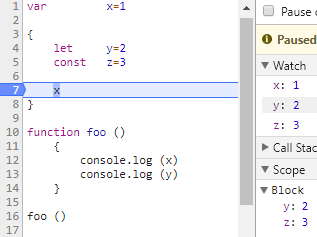 1 var x=1
2
3 {
4 let y=2
5 const z=3
6
7 x
8 }
9
10 function foo ()
11 {
12 console.log (x)
13 console.log (y)
14 }
15
16 foo ()
Pause o
Paused
Watch
x: 1
y: 2
z: 3
Call Stac
Scope
Block
y: 2
z: 3